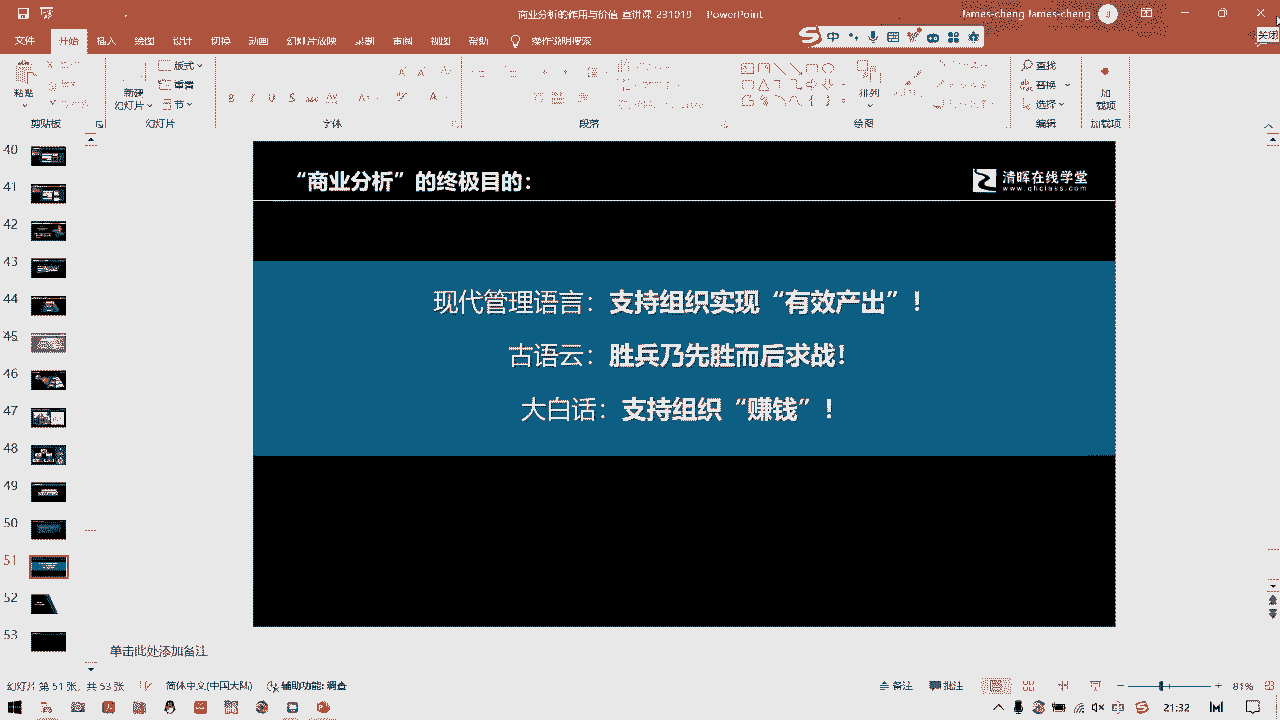 商业分析的作用与价值 宣讲课-231019 - PowerPoint
James-cheng James-cheng
J
文件 开始 插入 绘图 设计 切换 动画 幻灯片放映 录制 审阅 视图 帮助 操作说明搜索
中
关闭
粘贴
新建
幻灯片
版式
重置
节
B I U S abc AV
排列
查找
替换
选择
加
载项
剪贴板 幻灯片 字体 段落 绘图 编辑 加载项
40
41
42
43
44
45
46
47
48
49
50
51
52
53
“商业分析”的终极目的：
清晖在线学堂
www.qhclass.com
现代管理语言：支持组织实现“有效产出”！
古语云：胜兵乃先胜而后求战！
大白话：支持组织“赚钱”！
单击此处添加备注
幻灯片 第 51 张，共 53 张 简体中文(中国大陆) 辅助功能: 调查 备注 批注 81%
21:32